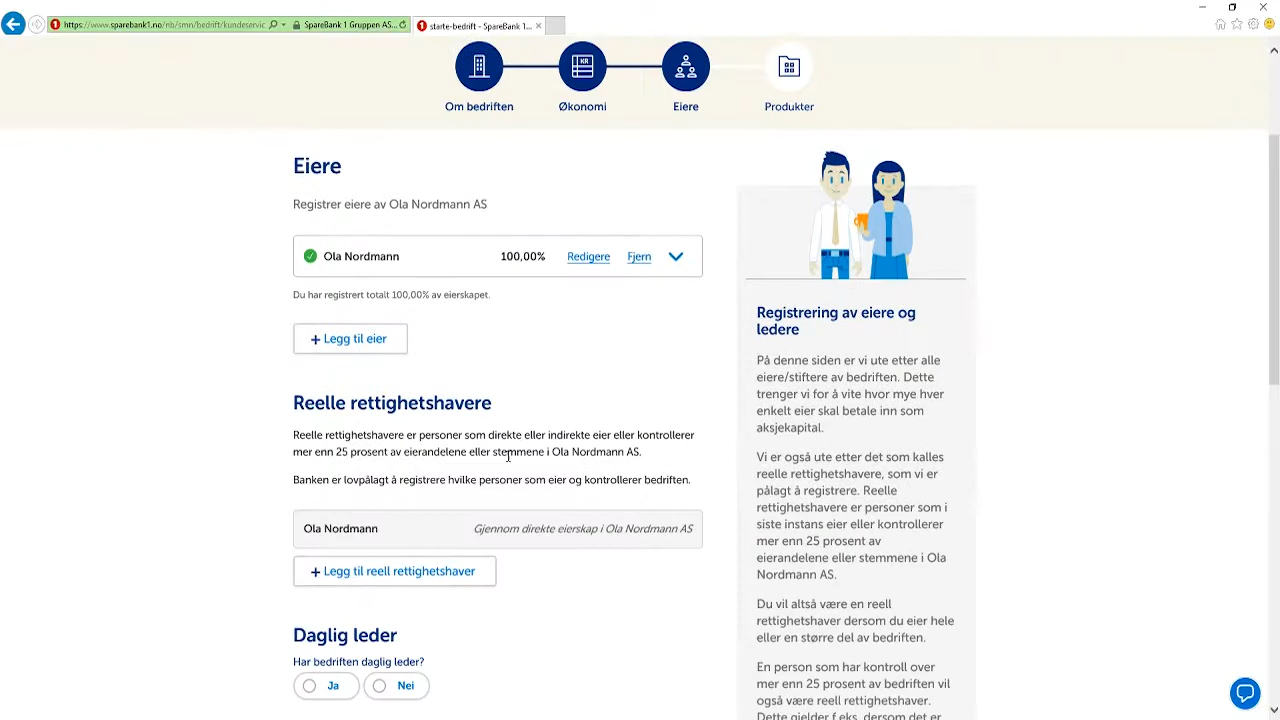 https://www.sparebank1.no/nb/smn/bedrift/kundeservic
SpareBank 1 Gruppen AS...
starte-bedrift - SpareBank 1...
KR
Om bedriften
Økonomi
Eiere
Produkter
Eiere
Registrer eiere av Ola Nordmann AS
Ola Nordmann 100,00% Redigere Fjern
Du har registrert totalt 100,00% av eierskapet.
+ Legg til eier
Reelle rettighetshavere
Reelle rettighetshavere er personer som direkte eller indirekte eier eller kontrollerer
mer enn 25 prosent av eierandelene eller stemmene i Ola Nordmann AS.
Banken er lovpålagt å registrere hvilke personer som eier og kontrollerer bedriften.
Ola Nordmann Gjennom direkte eierskap i Ola Nordmann AS
+ Legg til reell rettighetshaver
Daglig leder
Har bedriften daglig leder?
Ja
Nei
Registrering av eiere og
ledere
På denne siden er vi ute etter alle
eiere/stiftere av bedriften. Dette
trenger vi for å vite hvor mye hver
enkelt eier skal betale inn som
aksjekapital.
Vi er også ute etter det som kalles
reelle rettighetshavere, som vi er
pålagt å registrere. Reelle
rettighetshavere er personer som i
siste instans eier eller kontrollerer
mer enn 25 prosent av
eierandelene eller stemmene i Ola
Nordmann AS.
Du vil altså være en reell
rettighetshaver dersom du eier hele
eller en større del av bedriften.
En person som har kontroll over
mer enn 25 prosent av bedriften vil
også være reell rettighetshaver.
Dette gjelder f.eks. dersom det er